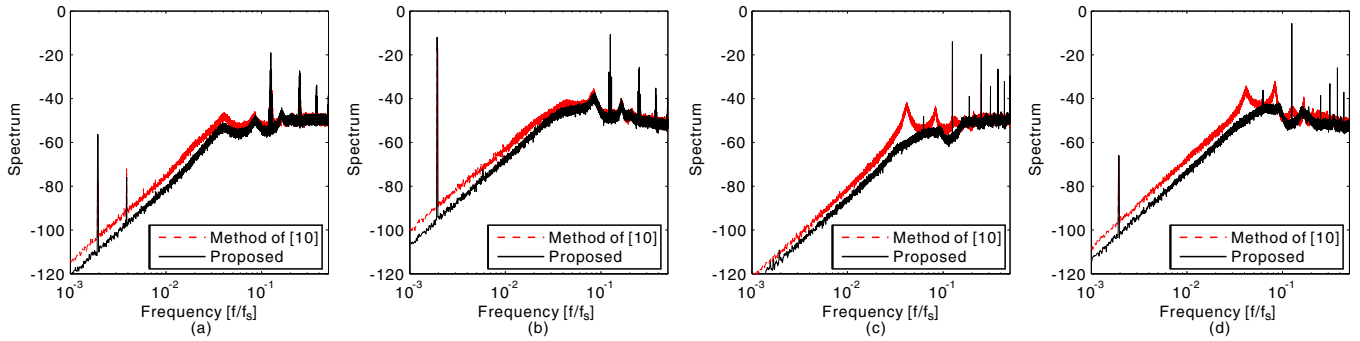 0
-20
-40
-60
-80
-100
-120
Spectrum
10^-3
10^-2
10^-1
Frequency [f/f_s]
(a)
Method of [10]
Proposed
0
-20
-40
-60
-80
-100
-120
Spectrum
10^-3
10^-2
10^-1
Frequency [f/f_s]
(b)
Method of [10]
Proposed
0
-20
-40
-60
-80
-100
-120
Spectrum
10^-3
10^-2
10^-1
Frequency [f/f_s]
(c)
Method of [10]
Proposed
0
-20
-40
-60
-80
-100
-120
Spectrum
10^-3
10^-2
10^-1
Frequency [f/f_s]
(d)
Method of [10]
Proposed